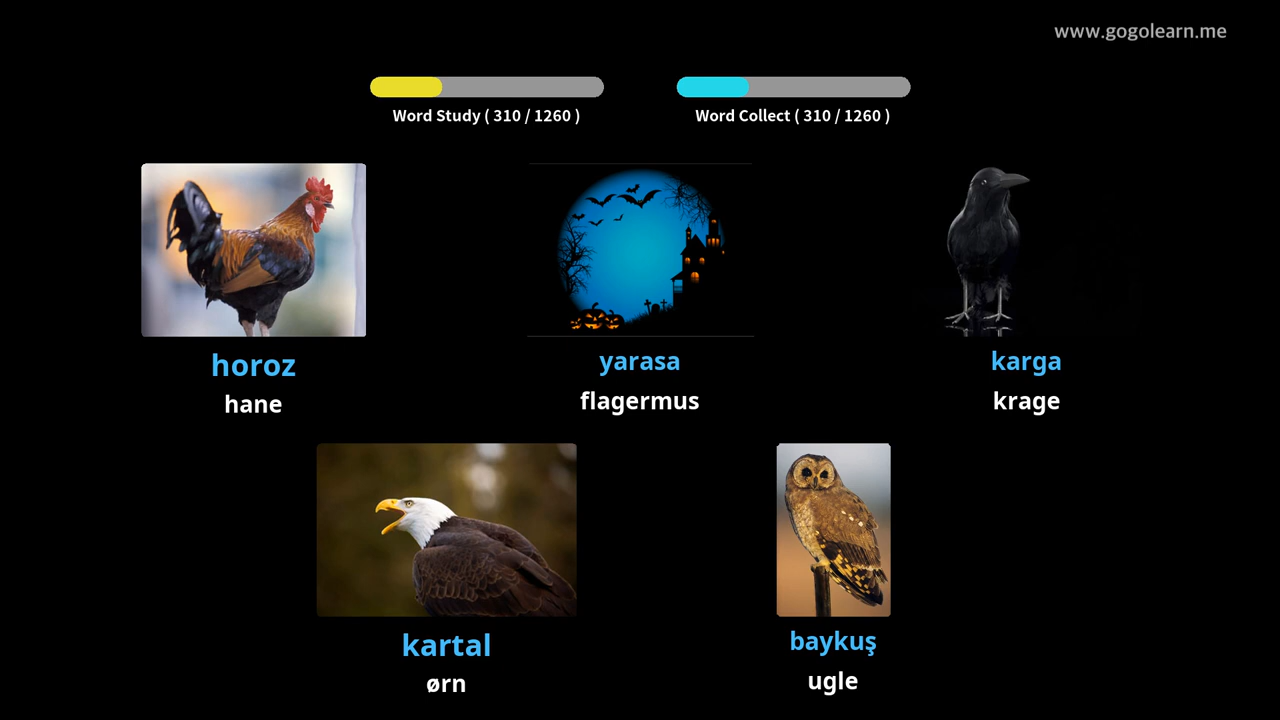 www.gogolearn.me
Word Study ( 310 / 1260 )
Word Collect ( 310 / 1260 )
horoz
hane
yarasa
flagermus
karga
krage
kartal
ørn
baykuş
ugle